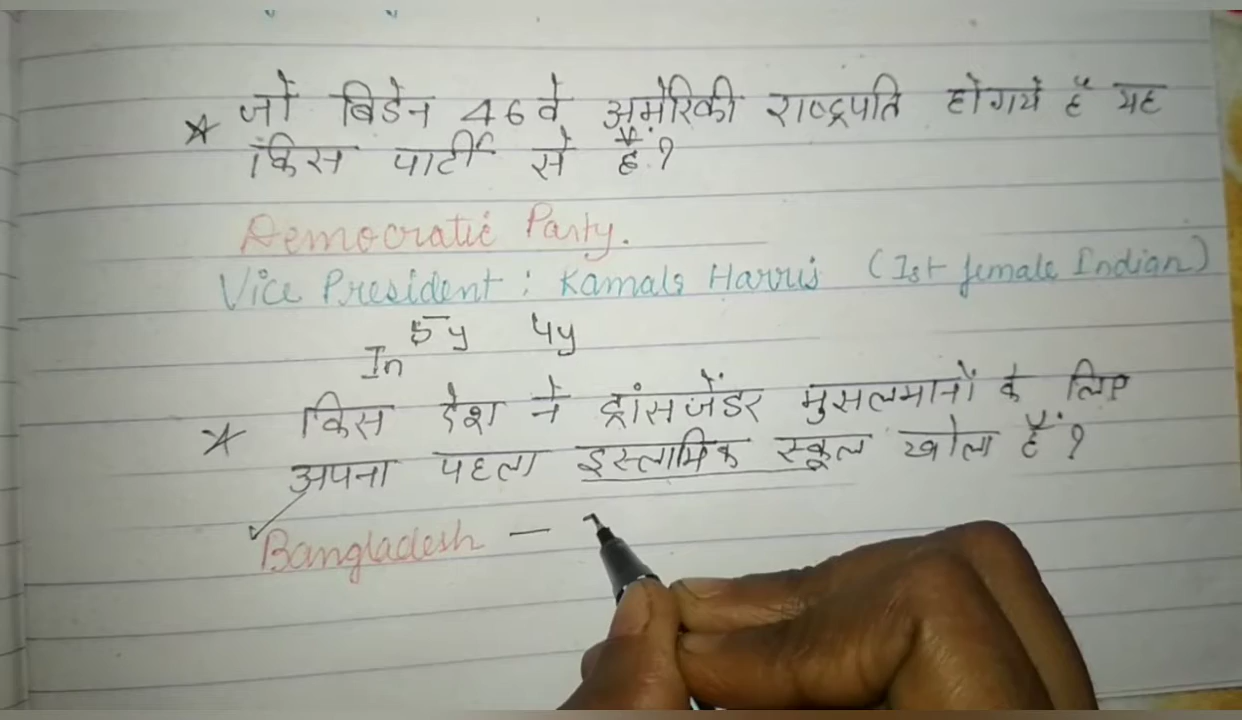 जो बिडेन 46वे अमेरिकी राष्ट्रपति होगये हैं यह
किस पार्टी से हैं?
Democratic Party.
Vice President : Kamala Harris (1st female Indian)
In 5y 4y
किस देश ने ट्रांसजेंडर मुसलमानों के लिए
अपना पहला इस्लामिक स्कूल खोला है?
Bangladesh —